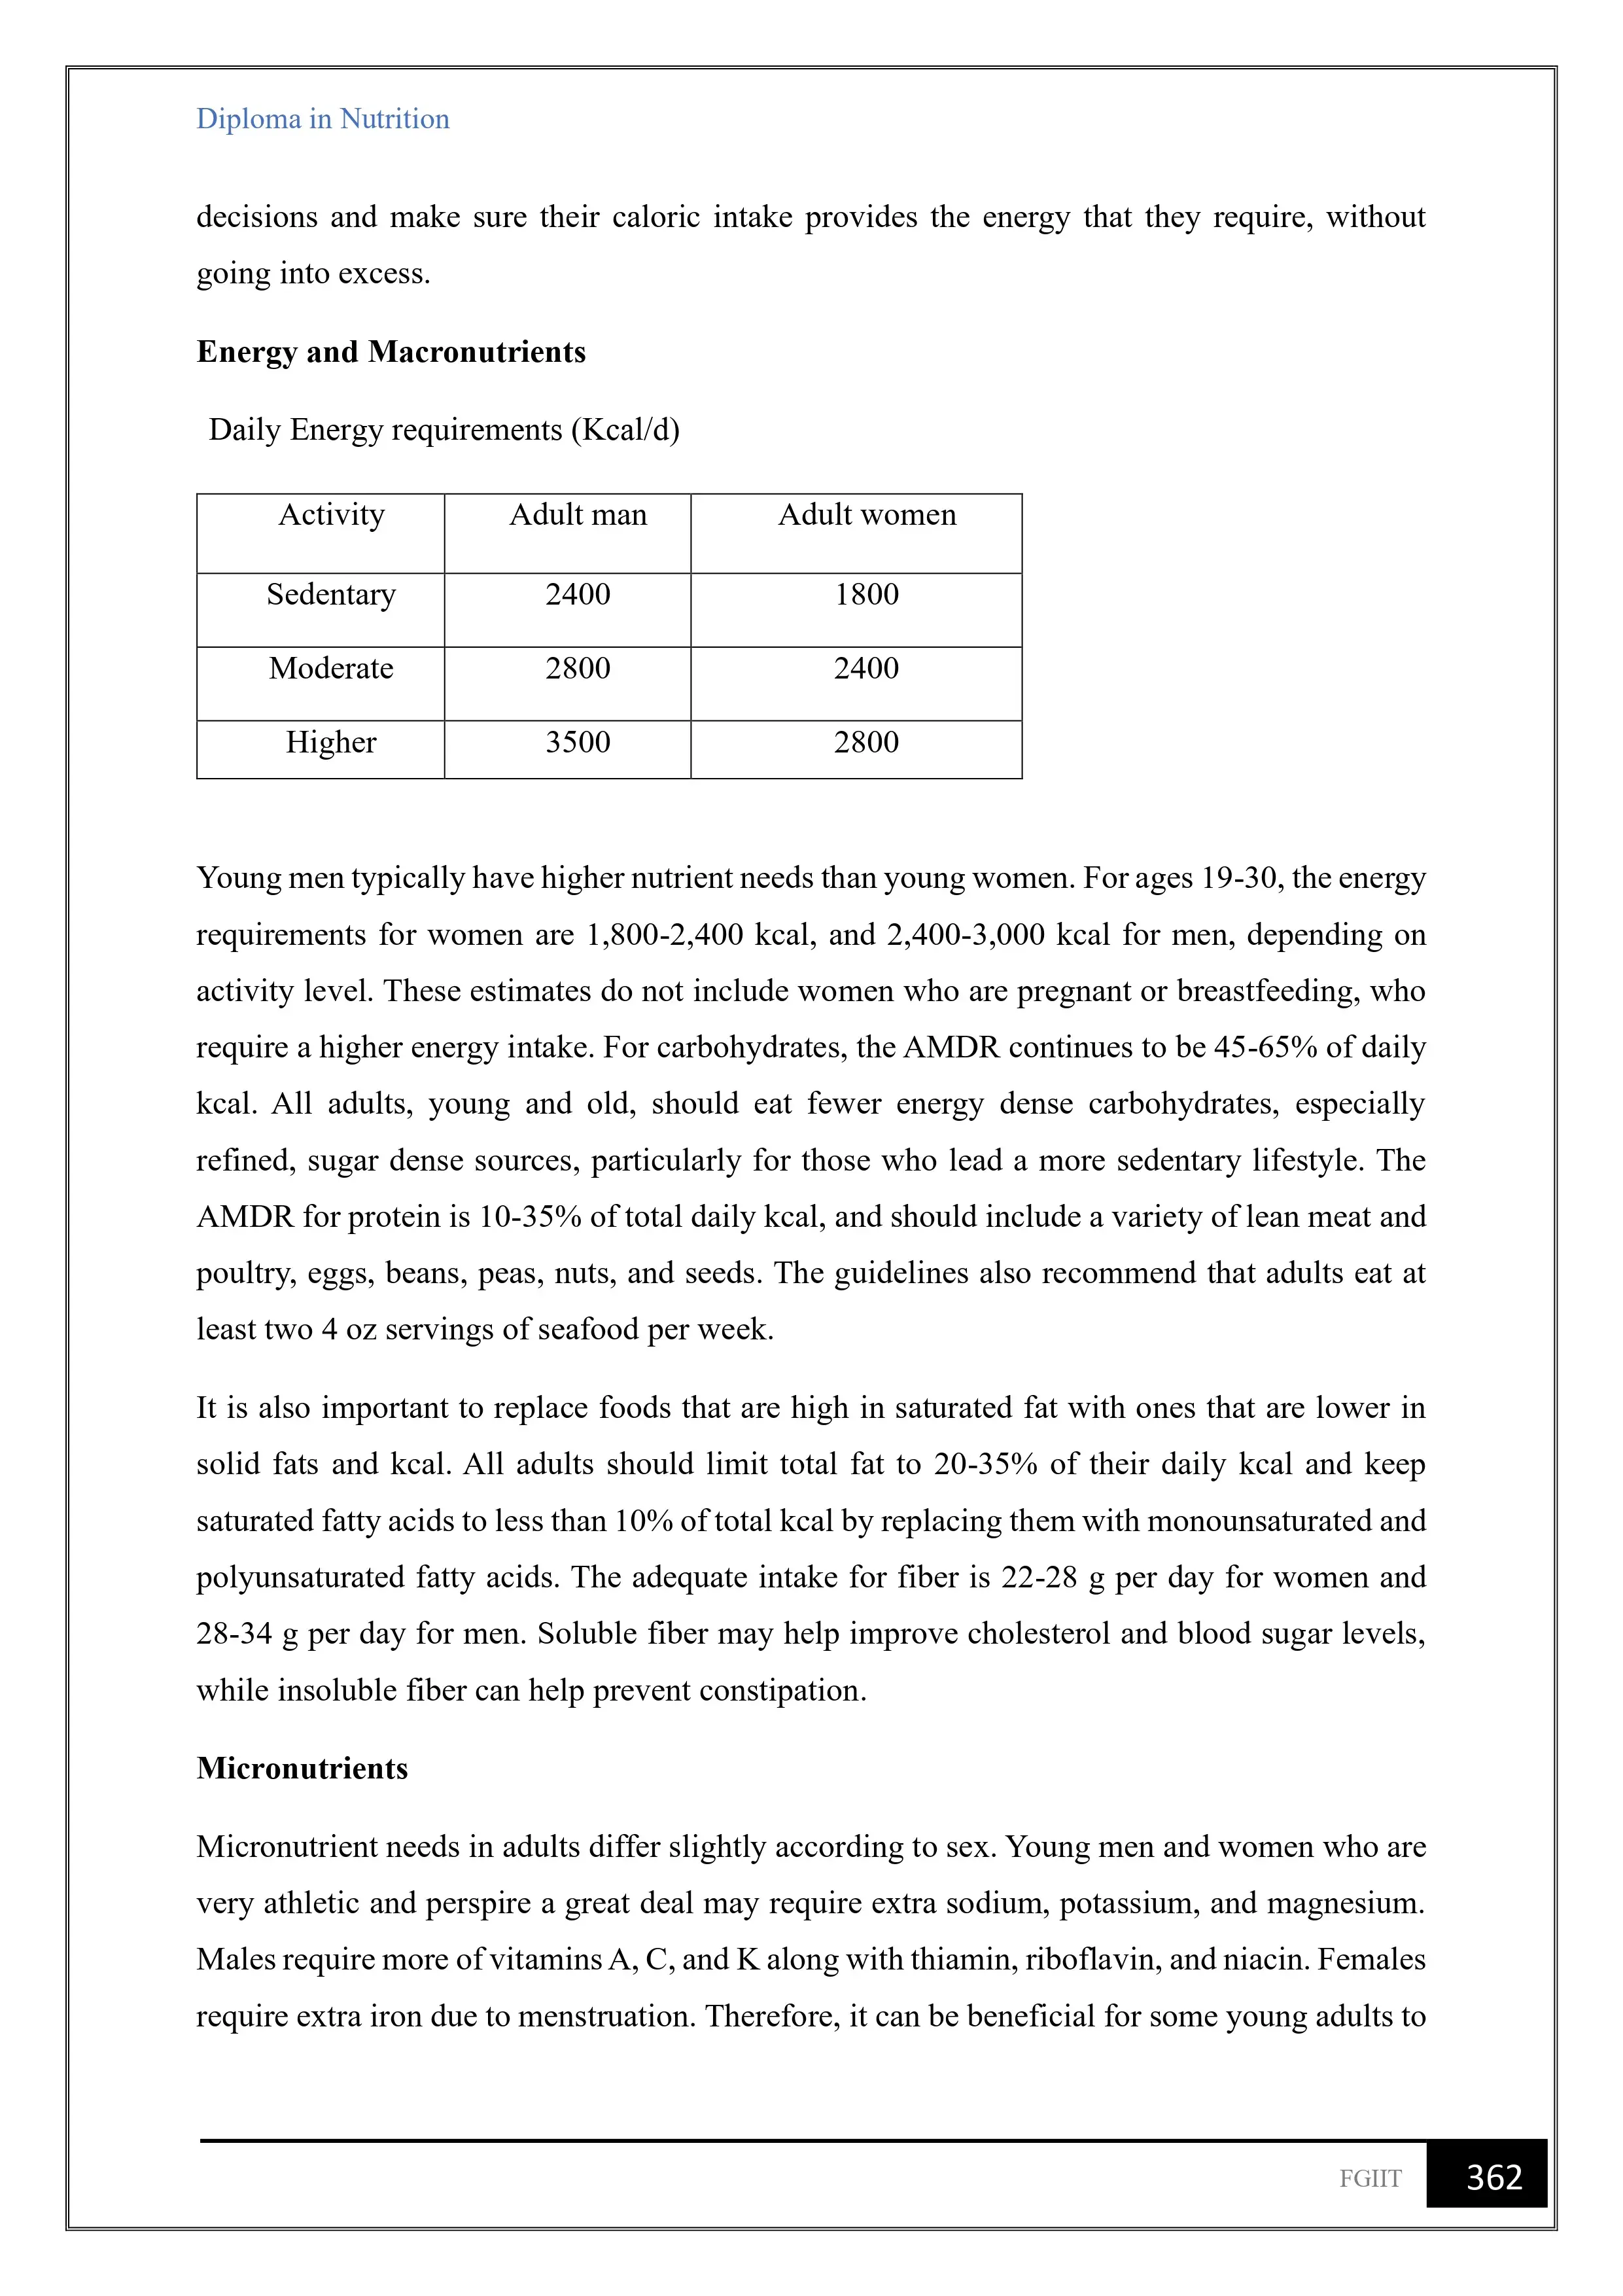 Diploma in Nutrition
decisions and make sure their caloric intake provides the energy that they require, without
going into excess.
Energy and Macronutrients
Daily Energy requirements (Kcal/d)
Activity Adult man Adult women
Sedentary 2400 1800
Moderate 2800 2400
Higher 3500 2800
Young men typically have higher nutrient needs than young women. For ages 19-30, the energy
requirements for women are 1,800-2,400 kcal, and 2,400-3,000 kcal for men, depending on
activity level. These estimates do not include women who are pregnant or breastfeeding, who
require a higher energy intake. For carbohydrates, the AMDR continues to be 45-65% of daily
kcal. All adults, young and old, should eat fewer energy dense carbohydrates, especially
refined, sugar dense sources, particularly for those who lead a more sedentary lifestyle. The
AMDR for protein is 10-35% of total daily kcal, and should include a variety of lean meat and
poultry, eggs, beans, peas, nuts, and seeds. The guidelines also recommend that adults eat at
least two 4 oz servings of seafood per week.
It is also important to replace foods that are high in saturated fat with ones that are lower in
solid fats and kcal. All adults should limit total fat to 20-35% of their daily kcal and keep
saturated fatty acids to less than 10% of total kcal by replacing them with monounsaturated and
polyunsaturated fatty acids. The adequate intake for fiber is 22-28 g per day for women and
28-34 g per day for men. Soluble fiber may help improve cholesterol and blood sugar levels,
while insoluble fiber can help prevent constipation.
Micronutrients
Micronutrient needs in adults differ slightly according to sex. Young men and women who are
very athletic and perspire a great deal may require extra sodium, potassium, and magnesium.
Males require more of vitamins A, C, and K along with thiamin, riboflavin, and niacin. Females
require extra iron due to menstruation. Therefore, it can be beneficial for some young adults to
FGIIT 362